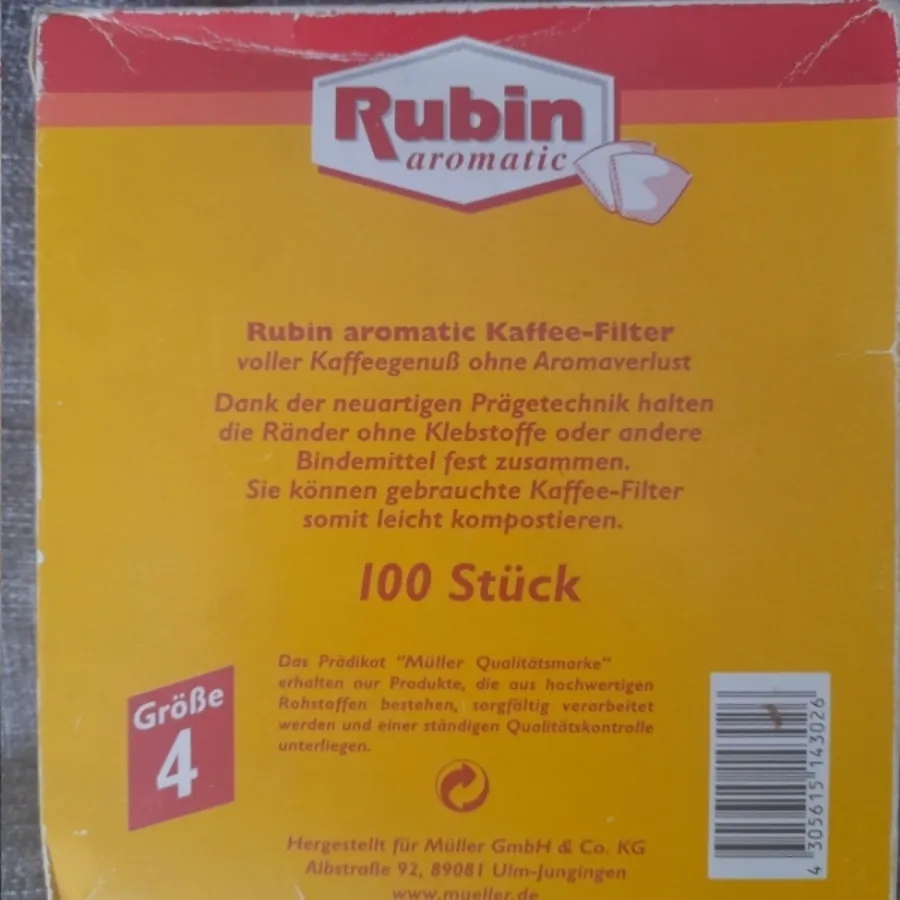 Rubin
aromatic
Rubin aromatic Kaffee-Filter
voller Kaffeegenuß ohne Aromaverlust
Dank der neuartigen Prägetechnik halten
die Ränder ohne Klebstoffe oder andere
Bindemittel fest zusammen.
Sie können gebrauchte Kaffee-Filter
somit leicht kompostieren.
100 Stück
Das Prädikat "Müller Qualitätsmarke"
erhalten nur Produkte, die aus hochwertigen
Rohstoffen bestehen, sorgfältig verarbeitet
werden und einer ständigen Qualitätskontrolle
unterliegen.
Größe
4
Hergestellt für Müller GmbH & Co. KG
Albstraße 92, 89081 Ulm-Jungingen
www.mueller.de
4 305615 143026